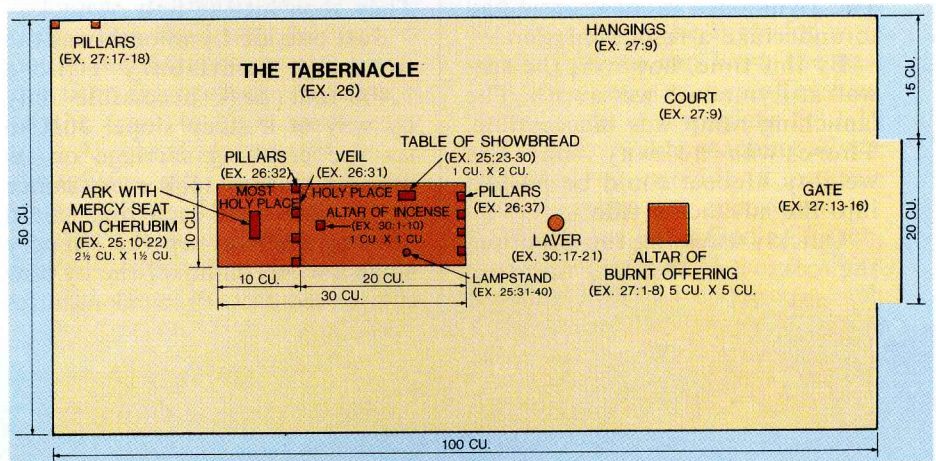 PILLARS
(EX. 27:17-18)
HANGINGS
(EX. 27:9)
THE TABERNACLE
(EX. 26)
COURT
(EX. 27:9)
15 CU.
50 CU.
TABLE OF SHOWBREAD
(EX. 25:23-30)
1 CU. X 2 CU.
PILLARS
(EX. 26:32)
VEIL
(EX. 26:31)
ARK WITH
MERCY SEAT
AND CHERUBIM
(EX. 25:10-22)
2½ CU. X 1½ CU.
10 CU.
MOST
HOLY PLACE
HOLY PLACE
ALTAR OF INCENSE
(EX. 30:1-10)
1 CU. X 1 CU.
PILLARS
(EX. 26:37)
LAMPSTAND
(EX. 25:31-40)
LAVER
(EX. 30:17-21)
ALTAR OF
BURNT OFFERING
(EX. 27:1-8) 5 CU. X 5 CU.
GATE
(EX. 27:13-16)
20 CU.
10 CU.
20 CU.
30 CU.
100 CU.